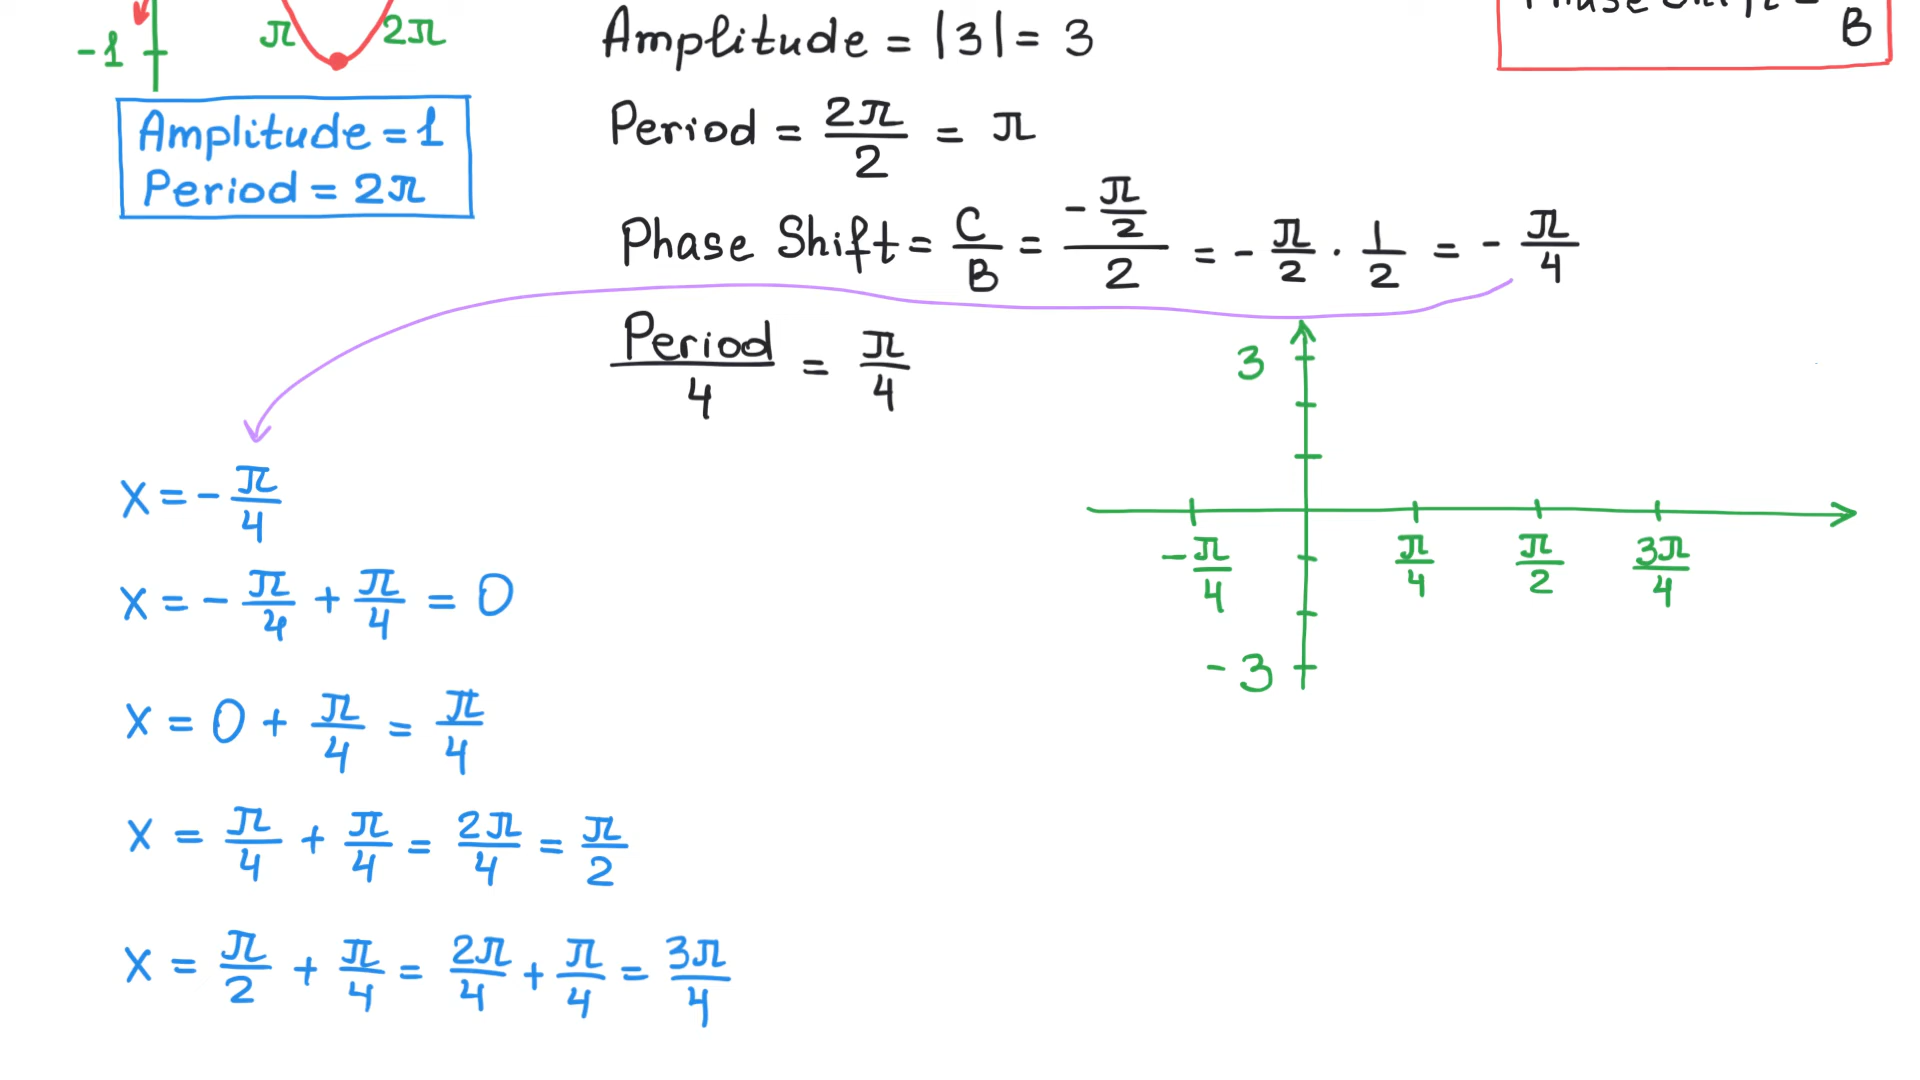 π 2π
-1
Amplitude = 1
Period = 2π
Amplitude = |3| = 3
Period = 2π/2 = π
Phase Shift = C/B = (-π/2)/2 = -π/2 · 1/2 = -π/4
Period/4 = π/4
B
x = -π/4
x = -π/4 + π/4 = 0
x = 0 + π/4 = π/4
x = π/4 + π/4 = 2π/4 = π/2
x = π/2 + π/4 = 2π/4 + π/4 = 3π/4
3
-π/4 π/4 π/2 3π/4
-3